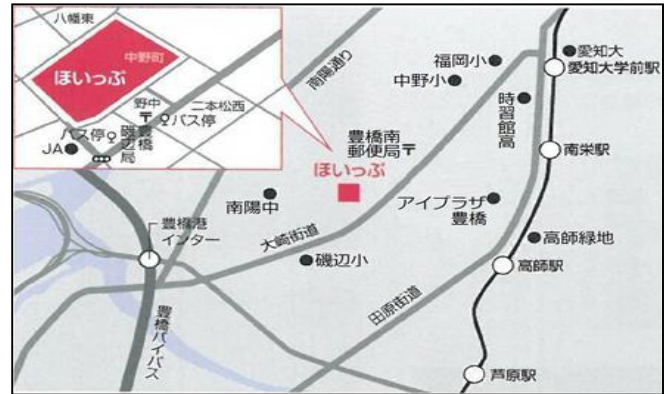 八幡東
中野町
ほいっぷ
南陽通り
野中
〒
二本松西
バス停
バス停
豊橋
磯辺局
JA
福岡小
中野小
愛知大
愛知大学前駅
時習館高
豊橋南
郵便局〒
ほいっぷ
南栄駅
南陽中
アイプラザ
豊橋
豊橋港
インター
大崎街道
磯辺小
高師緑地
高師駅
田原街道
豊橋バイパス
芦原駅